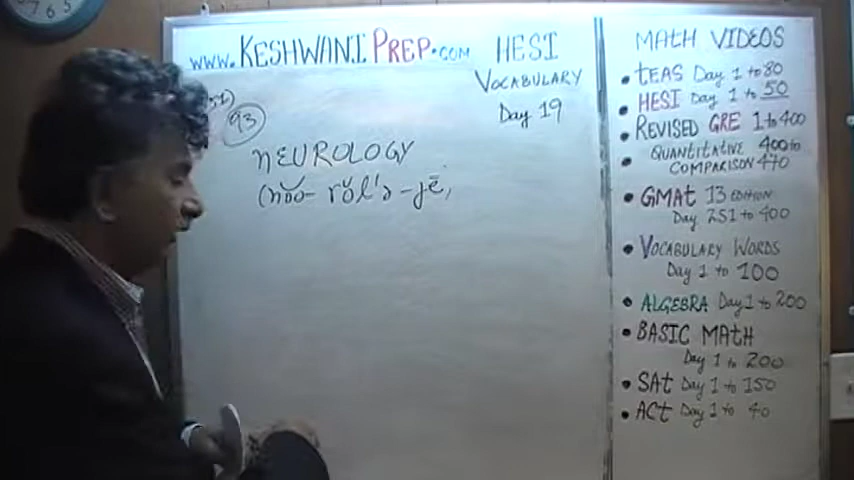 www.KESHWANIPREP.COM
HESI
VOCABULARY
Day 19
93
NEUROLOGY
MATH VIDEOS
• TEAS Day 1 to 80
• HESI Day 1 to 50
• REVISED GRE 1 to 400
• QUANTITATIVE 400 to
COMPARISON 470
• GMAT 13 EDITION
Day 251 to 400
• VOCABULARY WORDS
Day 1 to 100
• ALGEBRA Day 1 to 200
• BASIC MATH
Day 1 to 200
• SAT Day 1 to 150
• ACT Day 1 to 40